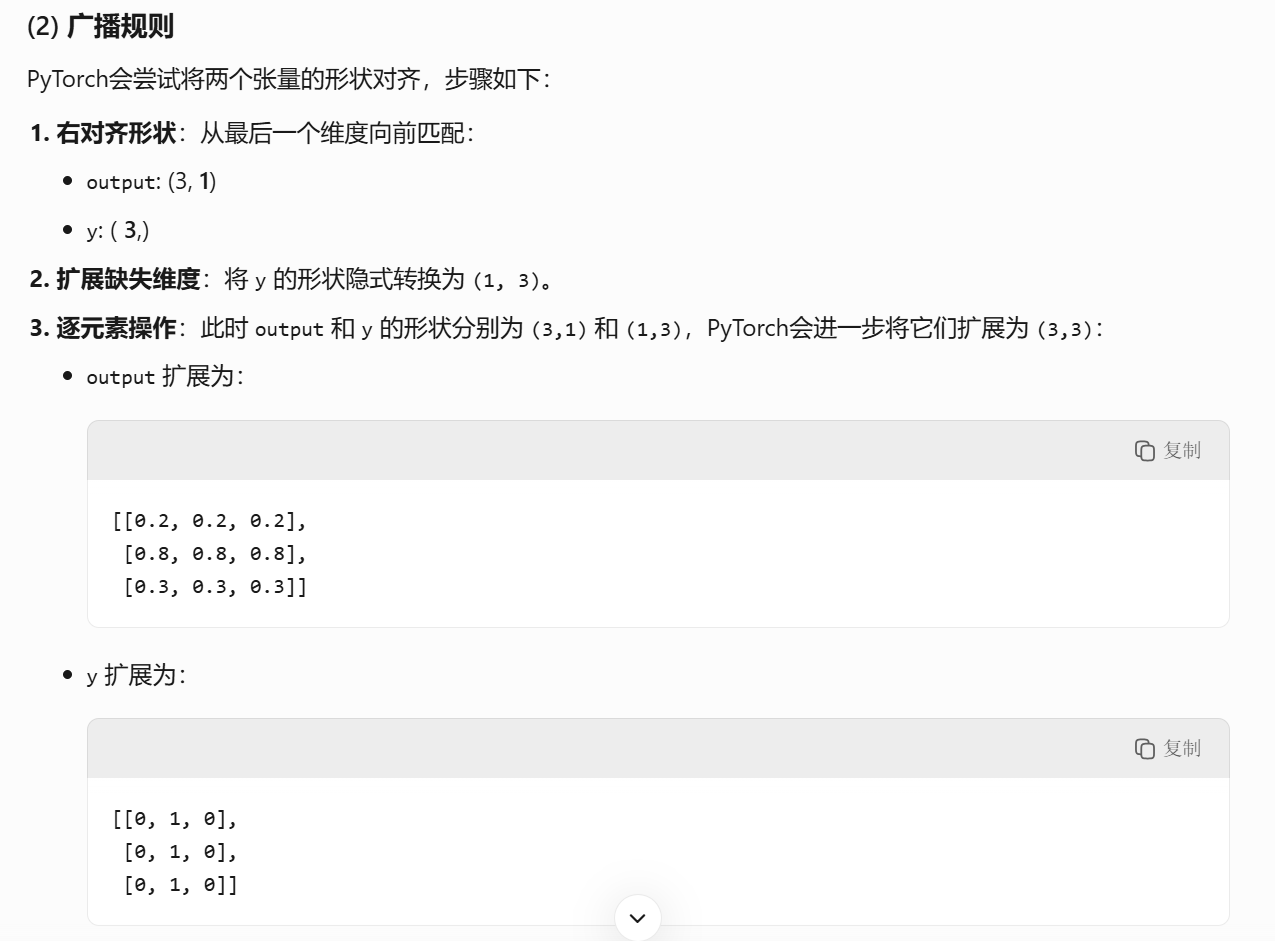 (2) 广播规则
PyTorch会尝试将两个张量的形状对齐，步骤如下：
1. 右对齐形状：从最后一个维度向前匹配：
• output: (3, 1)
• y: ( 3,)
2. 扩展缺失维度：将 y 的形状隐式转换为 (1, 3)。
3. 逐元素操作：此时 output 和 y 的形状分别为 (3,1) 和 (1,3)，PyTorch会进一步将它们扩展为 (3,3)：
• output 扩展为：
复制
[[0.2, 0.2, 0.2],
[0.8, 0.8, 0.8],
[0.3, 0.3, 0.3]]
• y 扩展为：
复制
[[0, 1, 0],
[0, 1, 0],
[0, 1, 0]]